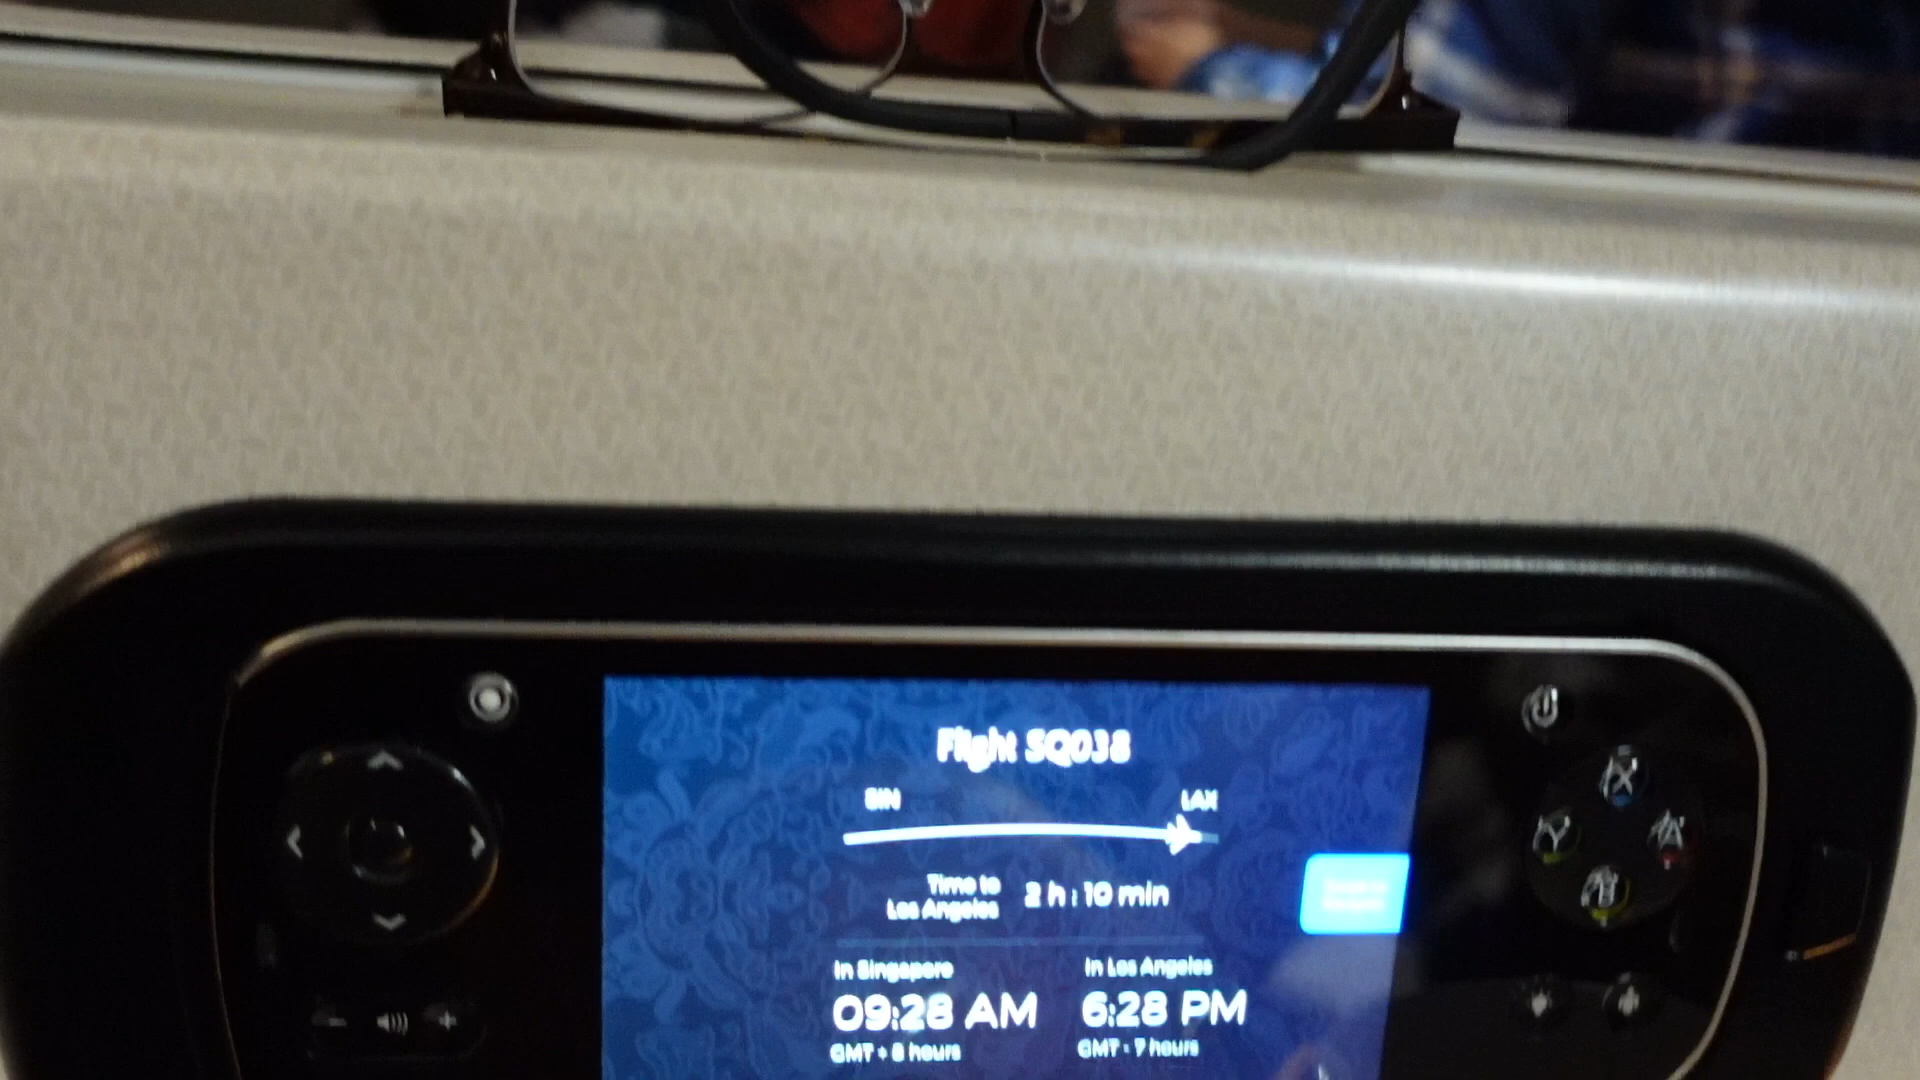 Flight SQ038
SIN
LAX
Time to
Los Angeles
2 h : 10 min
In Singapore
In Los Angeles
09:28 AM
6:28 PM
GMT + 8 hours
GMT - 7 hours
X
Y
A
B